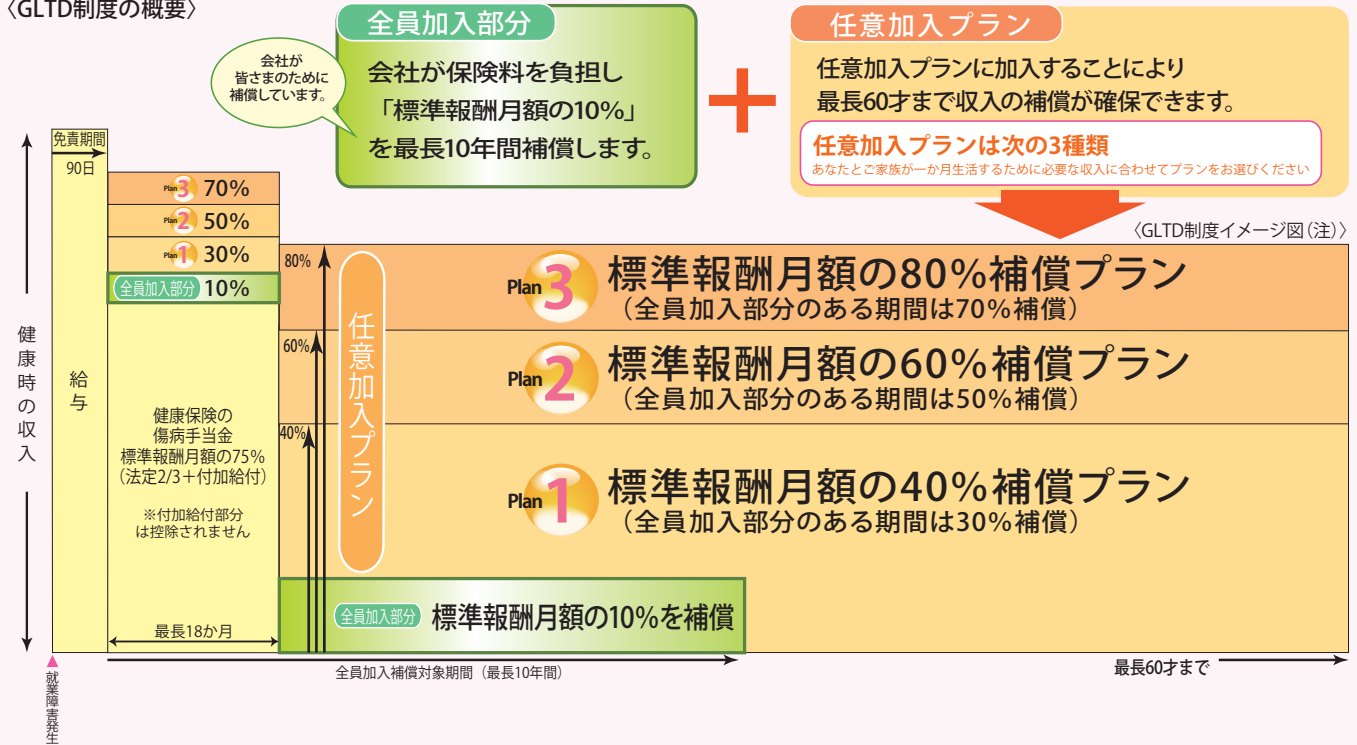 〈GLTD制度の概要〉
会社が
皆さまのために
補償しています。
全員加入部分
会社が保険料を負担し
「標準報酬月額の10%」
を最長10年間補償します。
+
任意加入プラン
任意加入プランに加入することにより
最長60才まで収入の補償が確保できます。
任意加入プランは次の3種類
あなたとご家族が一か月生活するために必要な収入に合わせてプランをお選びください
〈GLTD制度イメージ図(注)〉
健康時の収入
免責期間
90日
給与
Plan 3 70%
Plan 2 50%
Plan 1 30%
全員加入部分 10%
健康保険の
傷病手当金
標準報酬月額の75%
(法定2/3+付加給付)
※付加給付部分
は控除されません
最長18か月
80%
60%
40%
任意加入プラン
Plan 3 標準報酬月額の80%補償プラン
(全員加入部分のある期間は70%補償)
Plan 2 標準報酬月額の60%補償プラン
(全員加入部分のある期間は50%補償)
Plan 1 標準報酬月額の40%補償プラン
(全員加入部分のある期間は30%補償)
全員加入部分 標準報酬月額の10%を補償
全員加入補償対象期間(最長10年間)
最長60才まで
就業障害発生